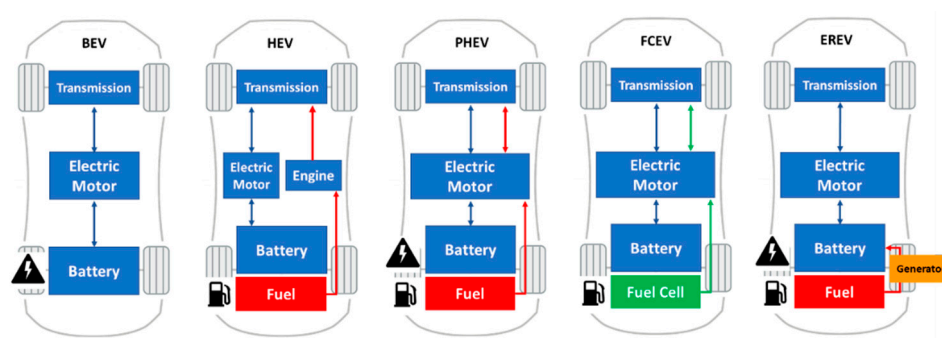 BEV
Transmission
Electric
Motor
Battery
HEV
Transmission
Electric
Motor
Engine
Battery
Fuel
PHEV
Transmission
Electric
Motor
Battery
Fuel
FCEV
Transmission
Electric
Motor
Battery
Fuel Cell
EREV
Transmission
Electric
Motor
Battery
Generato
Fuel